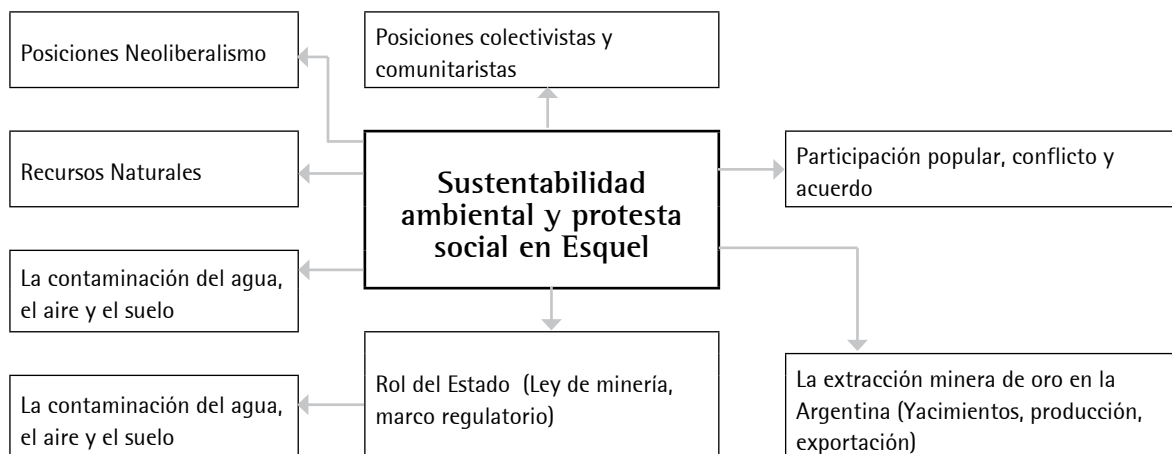 Posiciones Neoliberalismo
Posiciones colectivistas y
comunitaristas
Recursos Naturales
Sustentabilidad
ambiental y protesta
social en Esquel
Participación popular, conflicto y
acuerdo
La contaminación del agua,
el aire y el suelo
La contaminación del agua,
el aire y el suelo
Rol del Estado (Ley de minería,
marco regulatorio)
La extracción minera de oro en la
Argentina (Yacimientos, producción,
exportación)